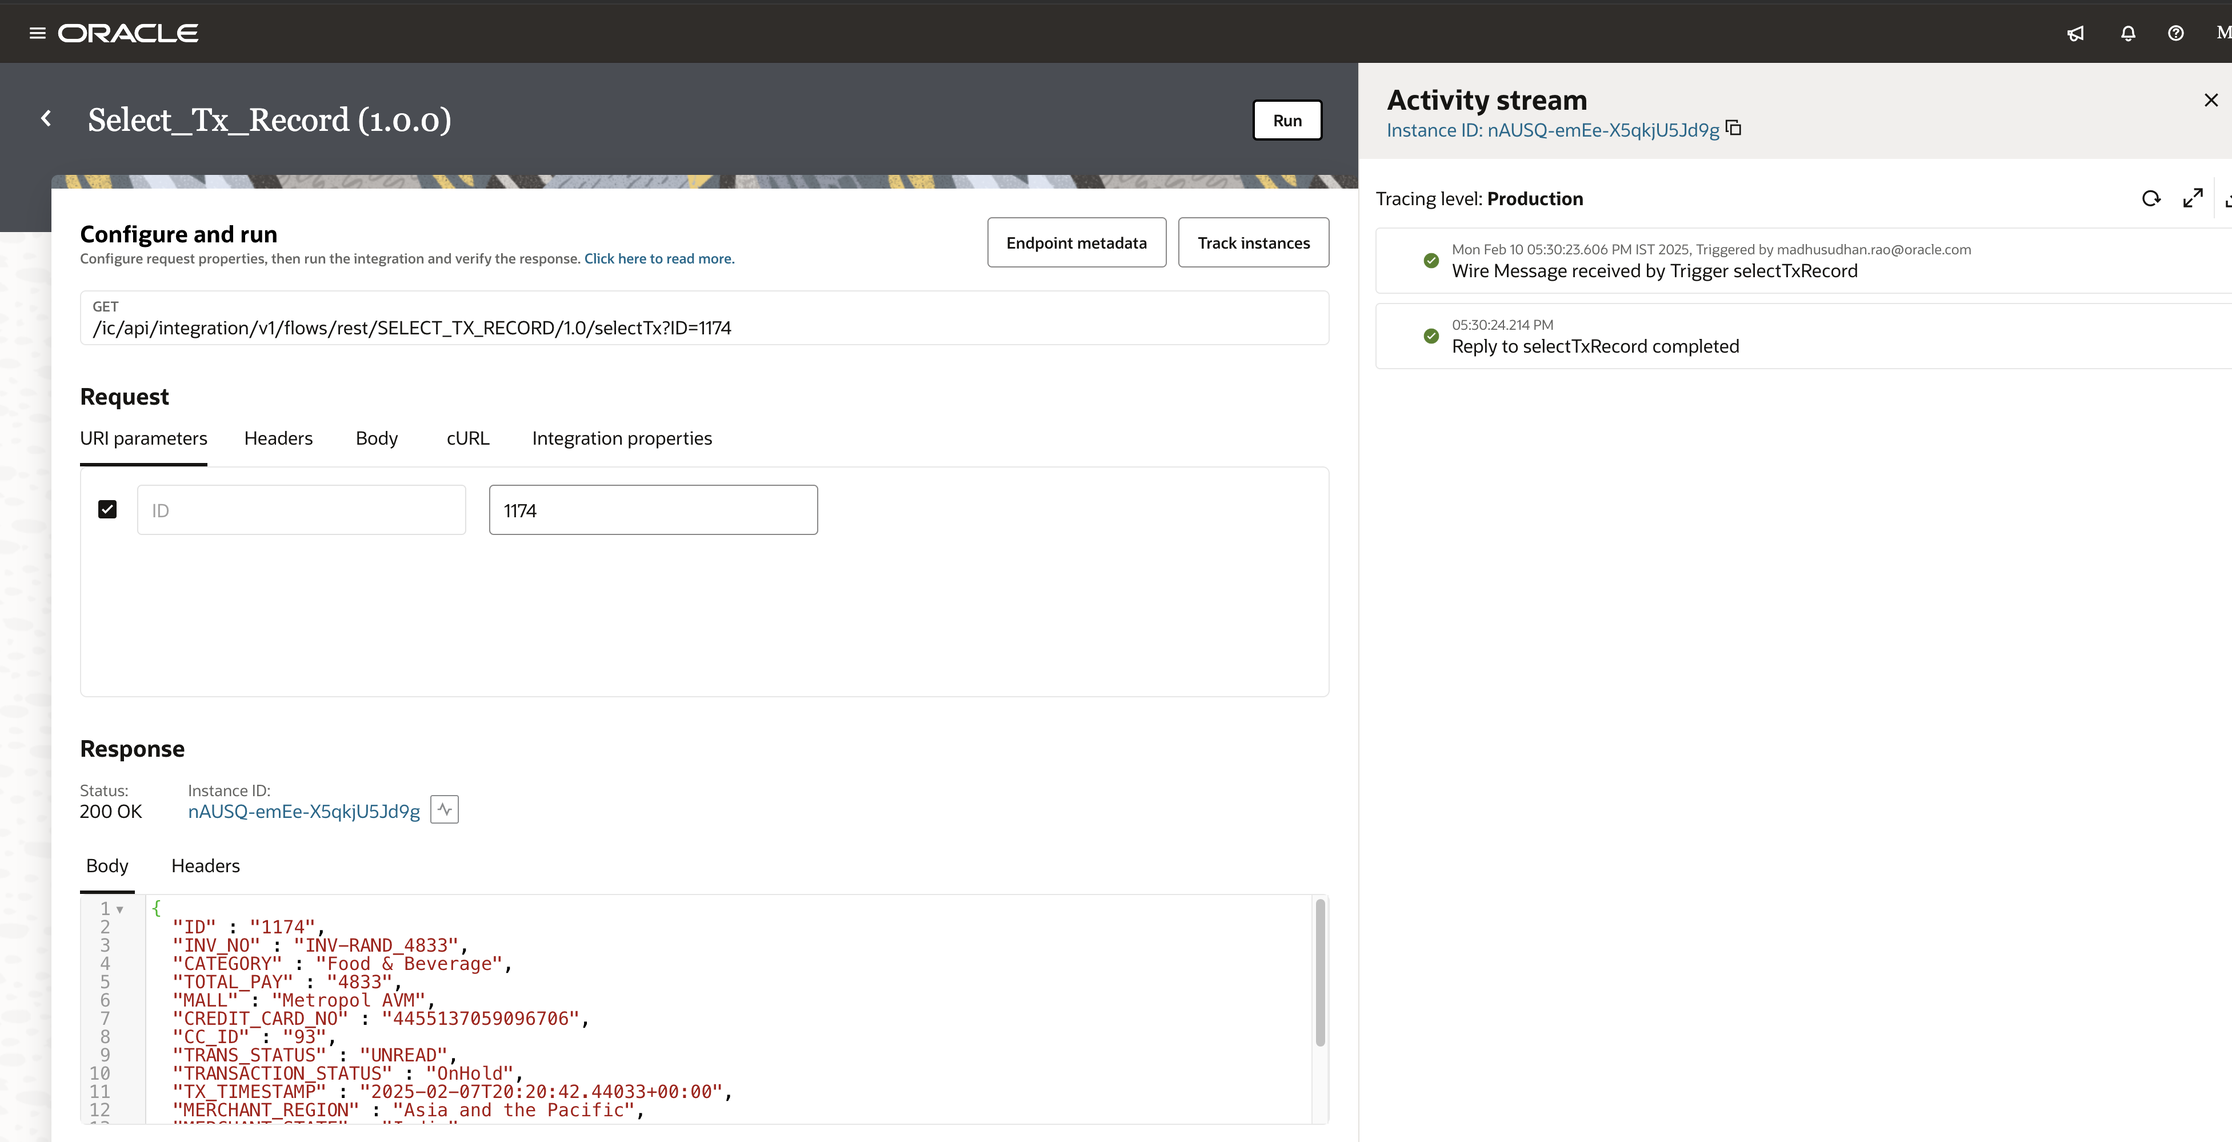 ORACLE
Select_Tx_Record (1.0.0)
Run
Configure and run
Configure request properties, then run the integration and verify the response. Click here to read more.
Endpoint metadata
Track instances
GET
/ic/api/integration/v1/flows/rest/SELECT_TX_RECORD/1.0/selectTx?ID=1174
Request
URI parameters Headers Body cURL Integration properties
ID
1174
Response
Status: Instance ID:
200 OK nAUSQ-emEe-X5qkjU5Jd9g
Body Headers
1 {
2 "ID" : "1174",
3 "INV_NO" : "INV-RAND_4833",
4 "CATEGORY" : "Food & Beverage",
5 "TOTAL_PAY" : "4833",
6 "MALL" : "Metropol AVM",
7 "CREDIT_CARD_NO" : "4455137059096706",
8 "CC_ID" : "93",
9 "TRANS_STATUS" : "UNREAD",
10 "TRANSACTION_STATUS" : "OnHold",
11 "TX_TIMESTAMP" : "2025-02-07T20:20:42.44033+00:00",
12 "MERCHANT_REGION" : "Asia and the Pacific",
Activity stream
Instance ID: nAUSQ-emEe-X5qkjU5Jd9g
Tracing level: Production
Mon Feb 10 05:30:23.606 PM IST 2025, Triggered by madhusudhan.rao@oracle.com
Wire Message received by Trigger selectTxRecord
05:30:24.214 PM
Reply to selectTxRecord completed